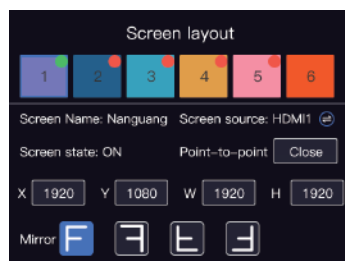 Screen layout
1 2 3 4 5 6
Screen Name: Nanguang Screen source: HDMI1
Screen state: ON Point-to-point Close
X 1920 Y 1080 W 1920 H 1920
Mirror F F F F